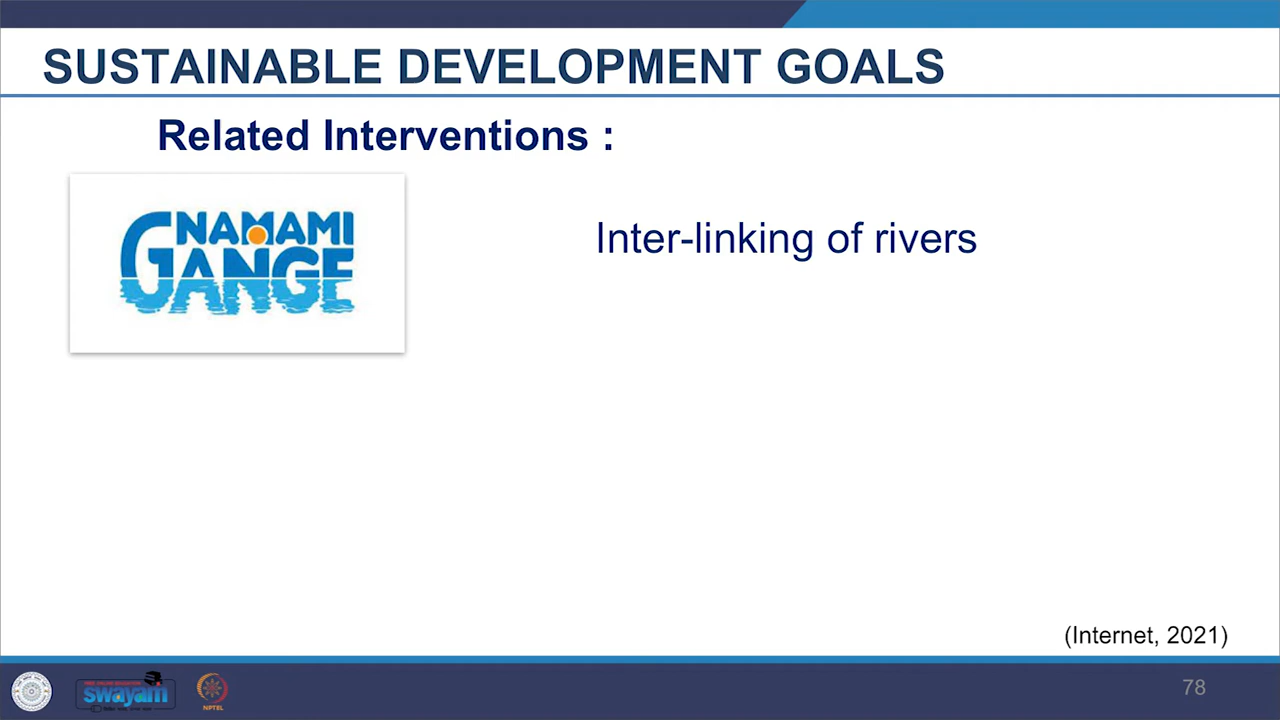 SUSTAINABLE DEVELOPMENT GOALS
Related Interventions :
NAMAMI
GANGE
Inter-linking of rivers
(Internet, 2021)
swayam
NPTEL
78